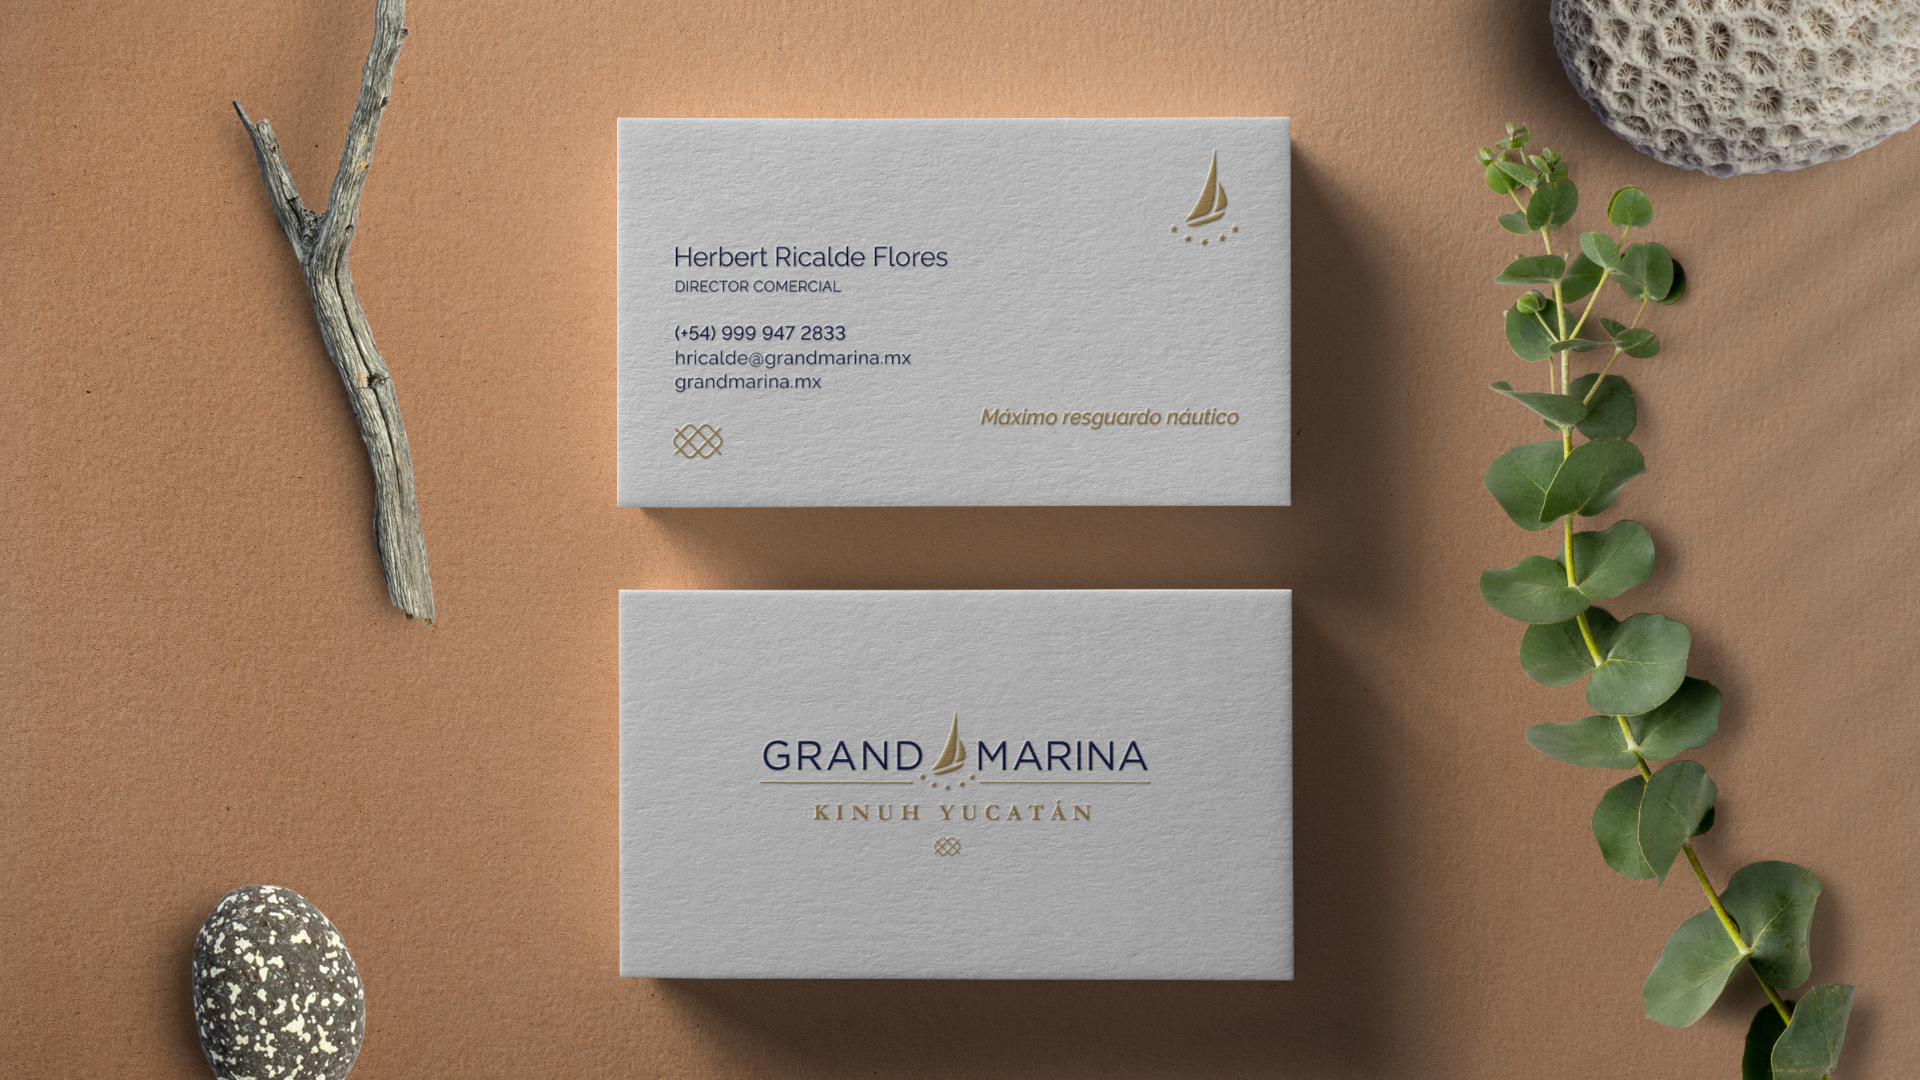 Herbert Ricalde Flores
DIRECTOR COMERCIAL
(+54) 999 947 2833
hricalde@grandmarina.mx
grandmarina.mx
Máximo resguardo náutico
GRAND MARINA
KINUH YUCATÁN